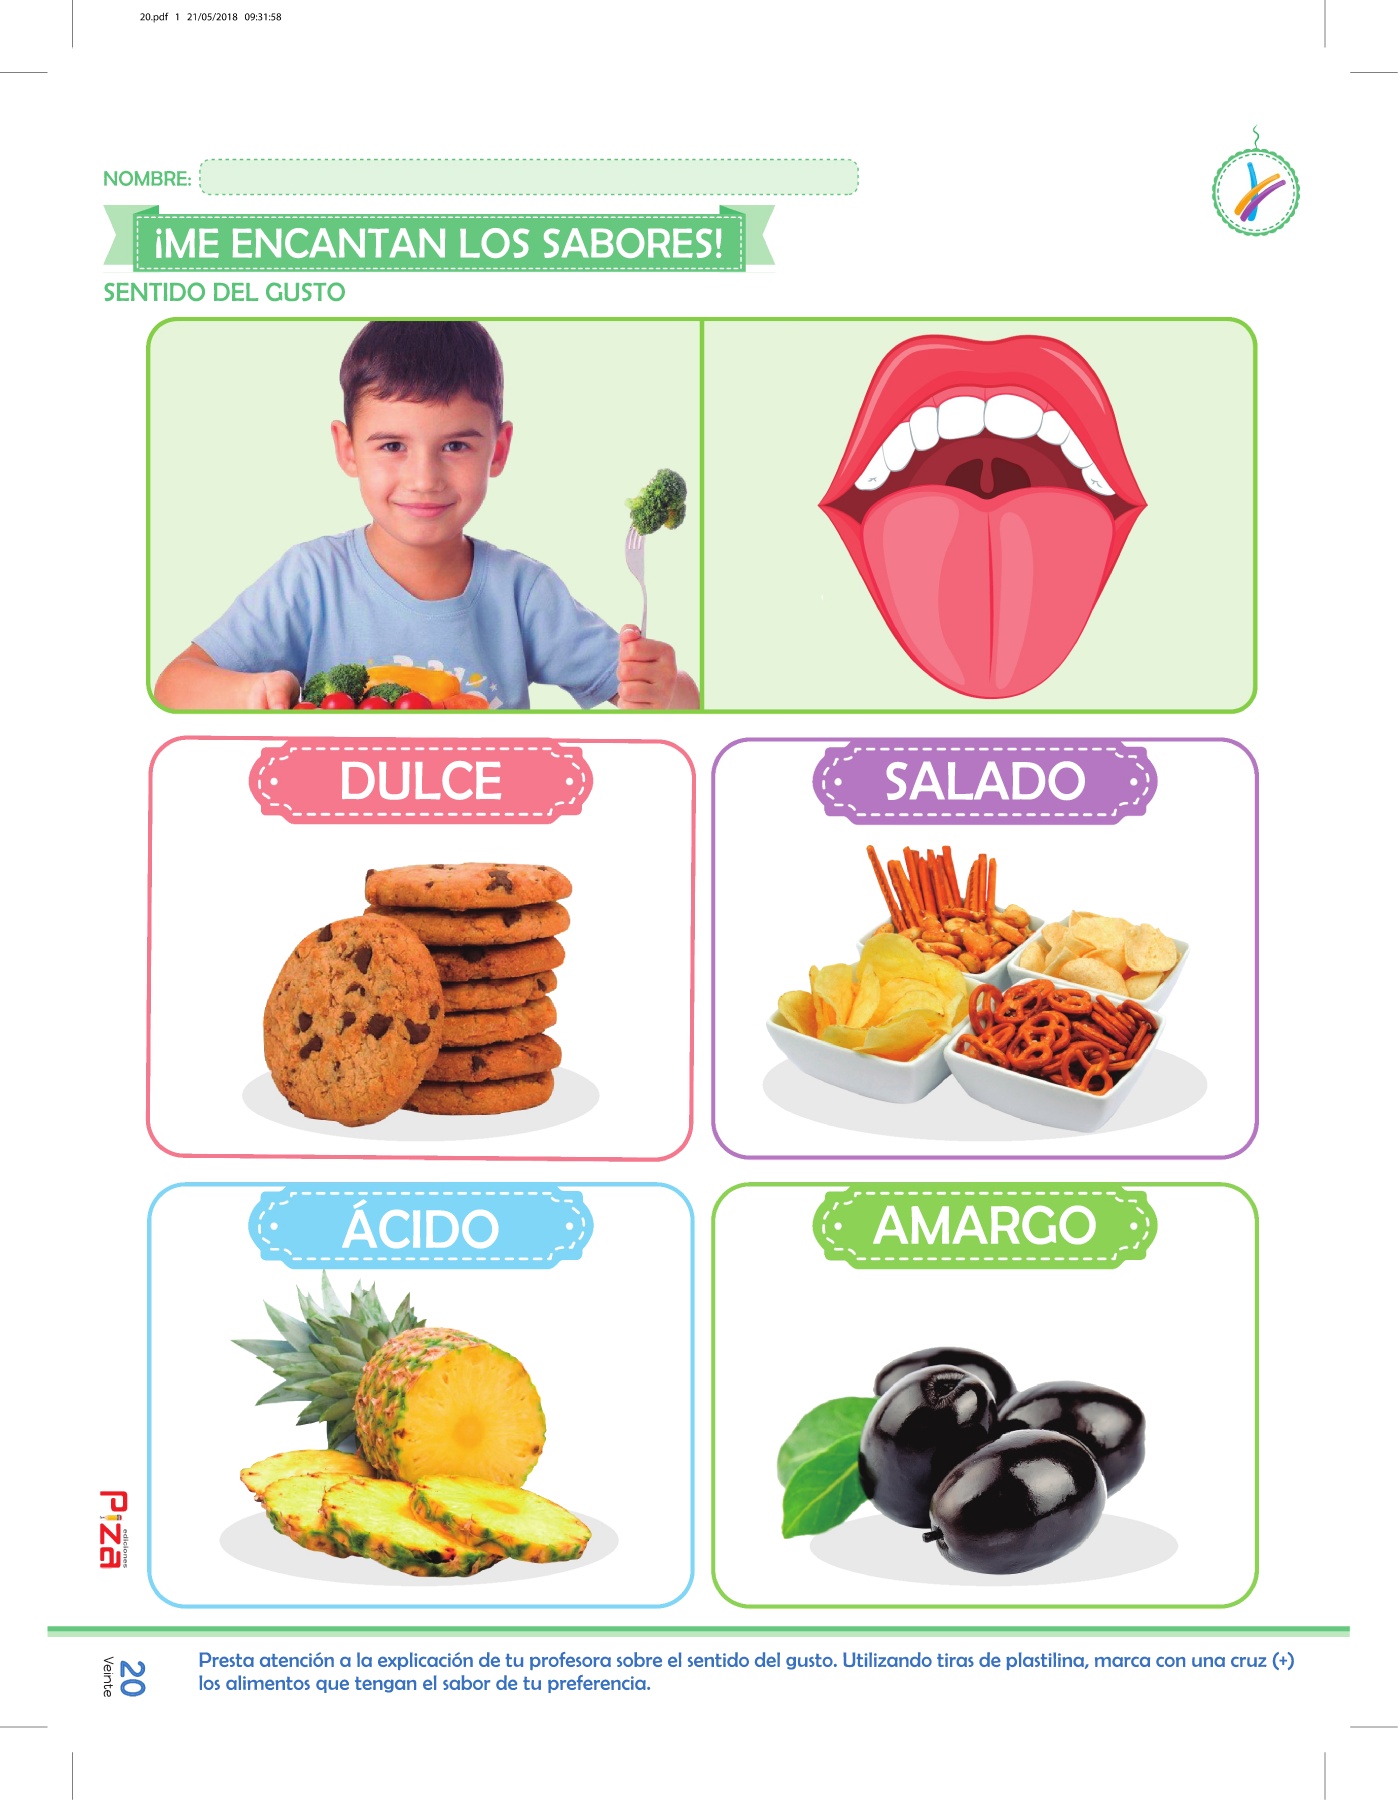 20.pdf 1 21/05/2018 09:31:58
NOMBRE:
¡ME ENCANTAN LOS SABORES!
SENTIDO DEL GUSTO
DULCE
SALADO
ÁCIDO
AMARGO
Piza
ediciones
20
Veinte
Presta atención a la explicación de tu profesora sobre el sentido del gusto. Utilizando tiras de plastilina, marca con una cruz (+)
los alimentos que tengan el sabor de tu preferencia.